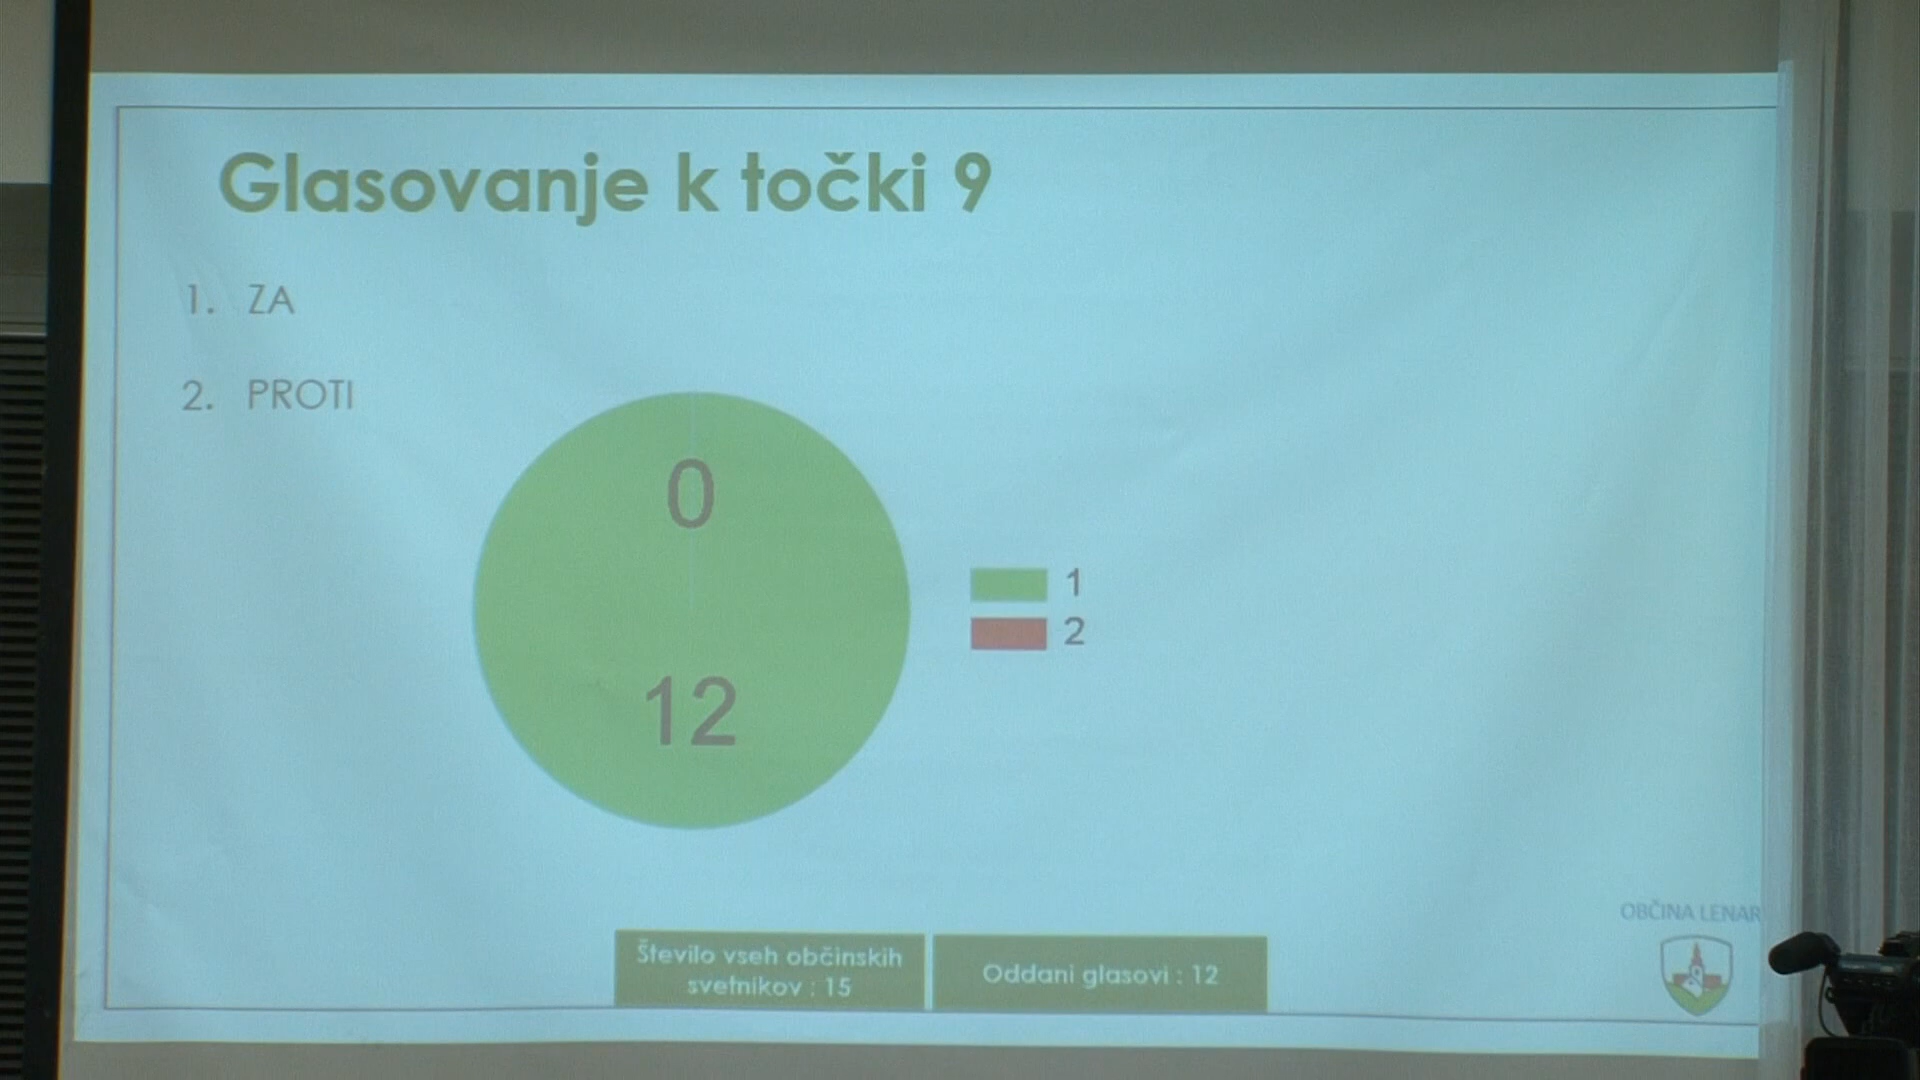 Glasovanje k točki 9
1. ZA
2. PROTI
0
12
1
2
Število vseh občinskih
svetnikov : 15
Oddani glasovi : 12
OBČINA LENAR